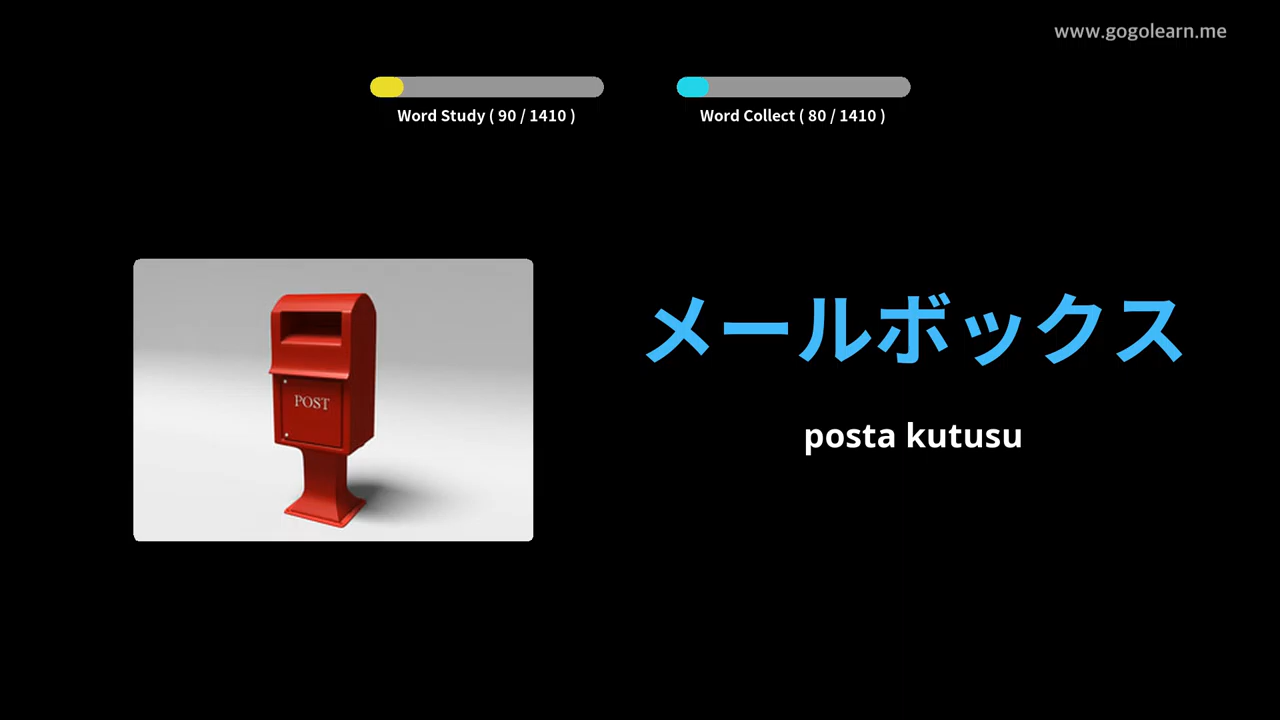 www.gogolearn.me
Word Study ( 90 / 1410 )
Word Collect ( 80 / 1410 )
POST
メールボックス
posta kutusu